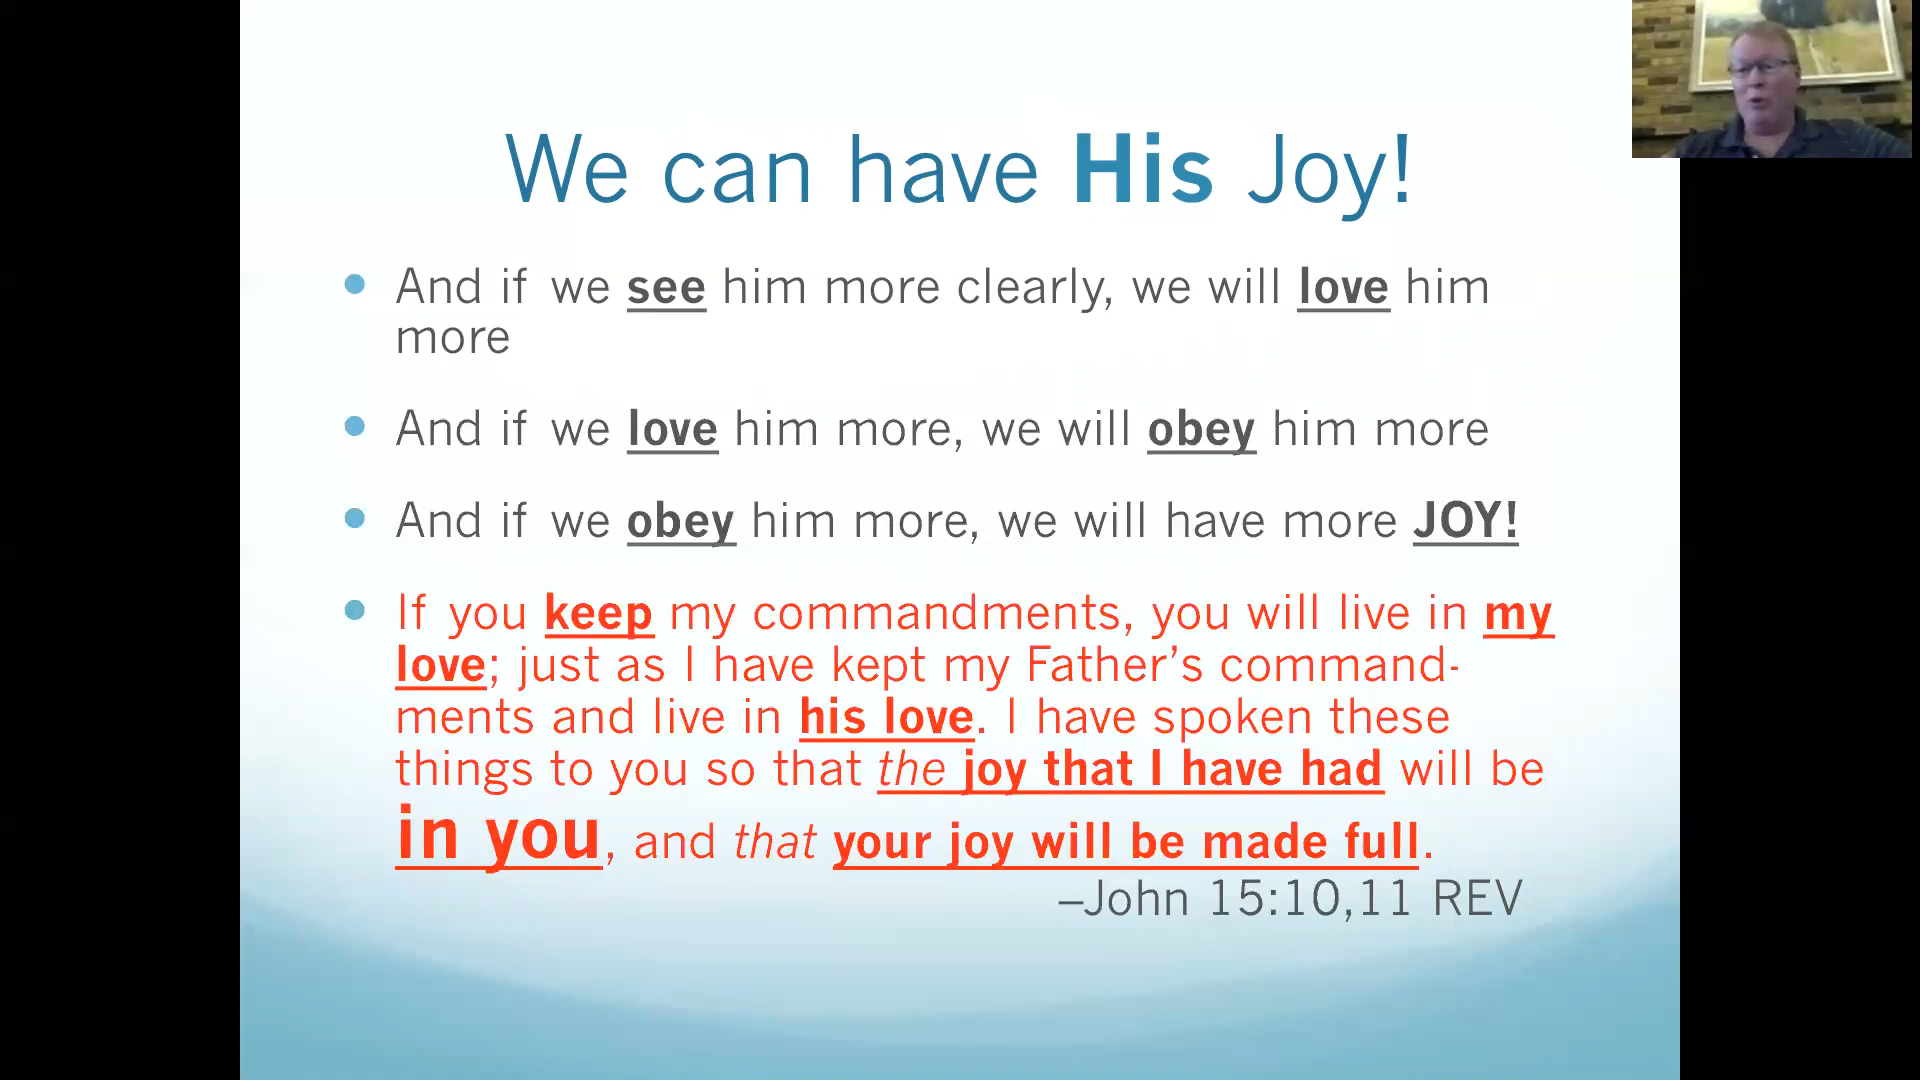 We can have His Joy!
And if we see him more clearly, we will love him
more
And if we love him more, we will obey him more
And if we obey him more, we will have more JOY!
If you keep my commandments, you will live in my
love; just as I have kept my Father’s command-
ments and live in his love. I have spoken these
things to you so that the joy that I have had will be
in you, and that your joy will be made full.
–John 15:10,11 REV